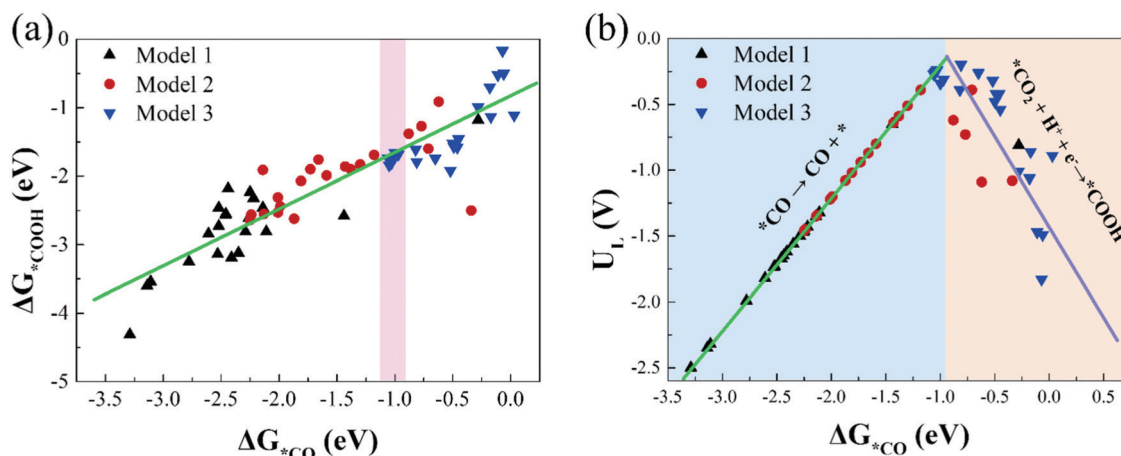 (a)
Model 1
Model 2
Model 3
0
-1
-2
-3
-4
-5
ΔG*COOH (eV)
-3.5 -3.0 -2.5 -2.0 -1.5 -1.0 -0.5 0.0
ΔG*CO (eV)
(b)
Model 1
Model 2
Model 3
0.0
-0.5
-1.0
-1.5
-2.0
-2.5
U_L (V)
*CO → CO + *
*CO₂ + H⁺ + e⁻→*COOH
-3.5 -3.0 -2.5 -2.0 -1.5 -1.0 -0.5 0.0 0.5
ΔG*CO (eV)